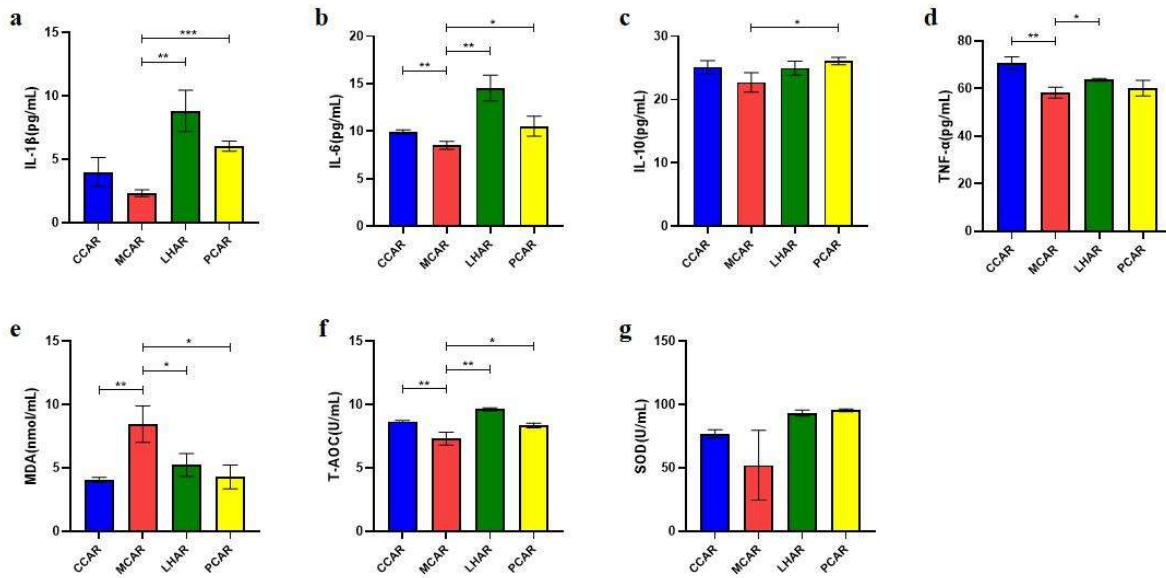 a
IL-1β(pg/mL)
15
10
5
0
***
**
CCAR
MCAR
LHAR
PCAR
b
IL-6(pg/mL)
20
15
10
5
0
*
**
**
CCAR
MCAR
LHAR
PCAR
c
IL-10(pg/mL)
30
20
10
0
*
CCAR
MCAR
LHAR
PCAR
d
TNF-α(pg/mL)
80
60
40
20
0
*
**
CCAR
MCAR
LHAR
PCAR
e
MDA(nmol/mL)
15
10
5
0
*
*
**
CCAR
MCAR
LHAR
PCAR
f
T-AOC(U/mL)
15
10
5
0
*
**
**
CCAR
MCAR
LHAR
PCAR
g
SOD(U/mL)
150
100
50
0
CCAR
MCAR
LHAR
PCAR